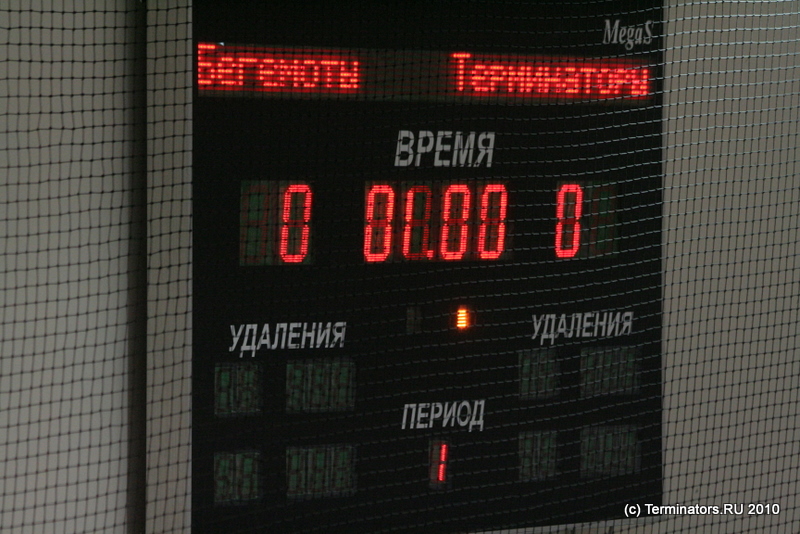 MegaS
Бегемоты Терминаторы
ВРЕМЯ
0 01.00 0
УДАЛЕНИЯ УДАЛЕНИЯ
ПЕРИОД
1
(c) Terminators.RU 2010